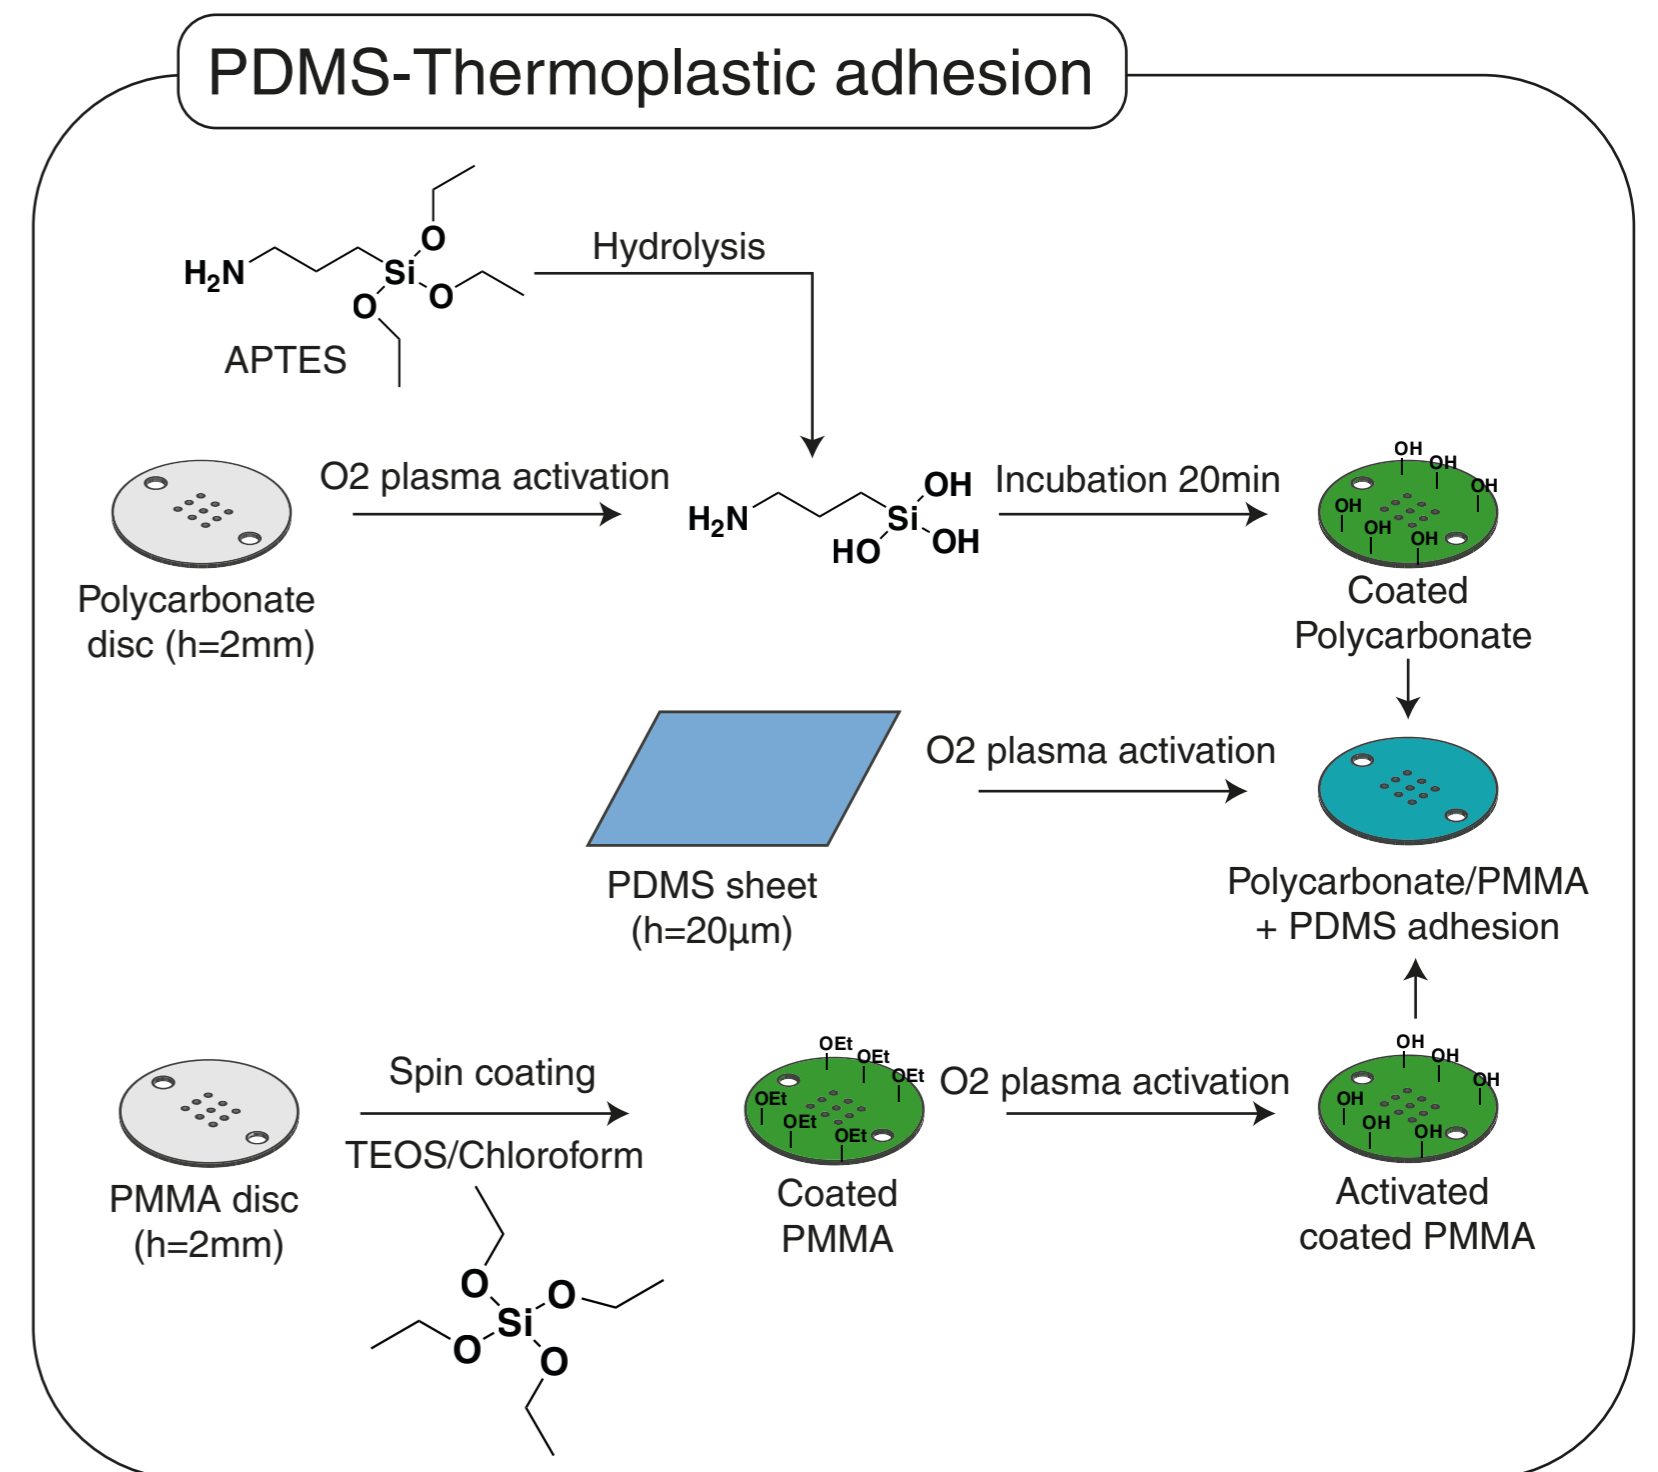 PDMS-Thermoplastic adhesion
H2N
Si
O
O
O
APTES
Hydrolysis
Polycarbonate
disc (h=2mm)
O2 plasma activation
H2N
Si
OH
OH
HO
Incubation 20min
OH
OH
OH
OH
OH
OH
Coated
Polycarbonate
PDMS sheet
(h=20µm)
O2 plasma activation
Polycarbonate/PMMA
+ PDMS adhesion
PMMA disc
(h=2mm)
Spin coating
TEOS/Chloroform
O
O
Si
O
O
OEt
OEt
OEt
OEt
OEt
OEt
Coated
PMMA
O2 plasma activation
OH
OH
OH
OH
OH
OH
Activated
coated PMMA